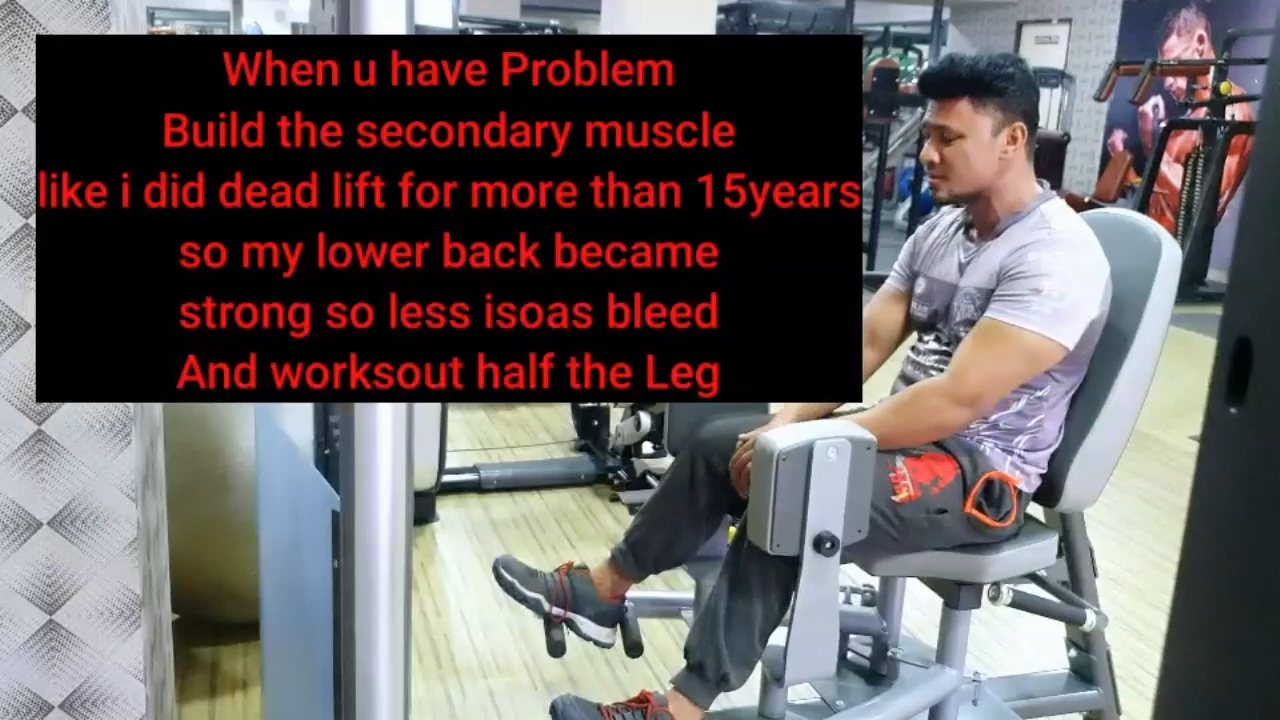 When u have Problem
Build the secondary muscle
like i did dead lift for more than 15years
so my lower back became
strong so less isoas bleed
And worksout half the Leg